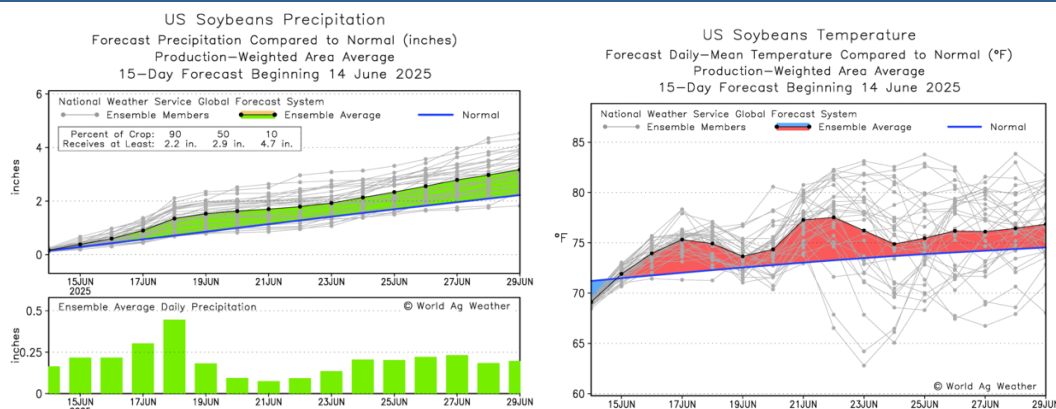 US Soybeans Precipitation
Forecast Precipitation Compared to Normal (inches)
Production-Weighted Area Average
15-Day Forecast Beginning 14 June 2025
6
4
2
0
inches
National Weather Service Global Forecast System
Ensemble Members Ensemble Average Normal
Percent of Crop: 90 50 10
Receives at Least: 2.2 in. 2.9 in. 4.7 in.
15JUN 17JUN 19JUN 21JUN 23JUN 25JUN 27JUN 29JUN
2025
Ensemble Average Daily Precipitation © World Ag Weather
0.5
0.25
0
inches
15JUN 17JUN 19JUN 21JUN 23JUN 25JUN 27JUN 29JUN
US Soybeans Temperature
Forecast Daily-Mean Temperature Compared to Normal (°F)
Production-Weighted Area Average
15-Day Forecast Beginning 14 June 2025
National Weather Service Global Forecast System
Ensemble Members Ensemble Average Normal
85
80
75
70
65
60
°F
© World Ag Weather
15JUN 17JUN 19JUN 21JUN 23JUN 25JUN 27JUN 29JUN